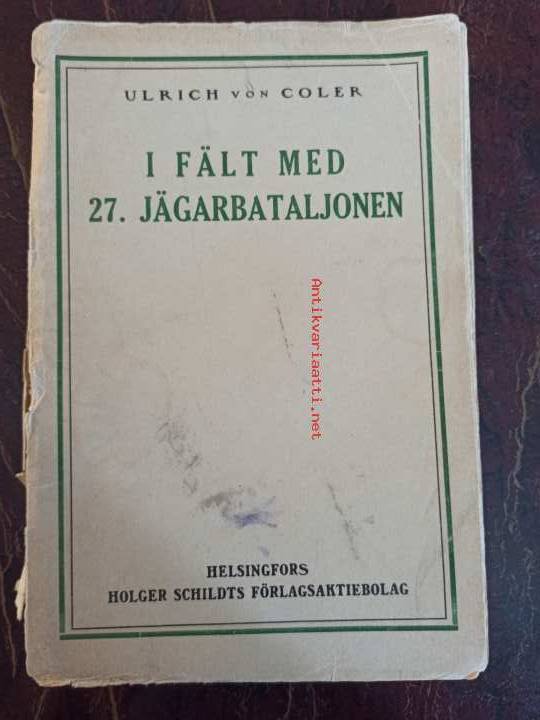 ULRICH VON COLER
I FÄLT MED
27. JÄGARBATALJONEN
Antikvariaatti.net
HELSINGFORS
HOLGER SCHILDTS FÖRLAGSAKTIEBOLAG